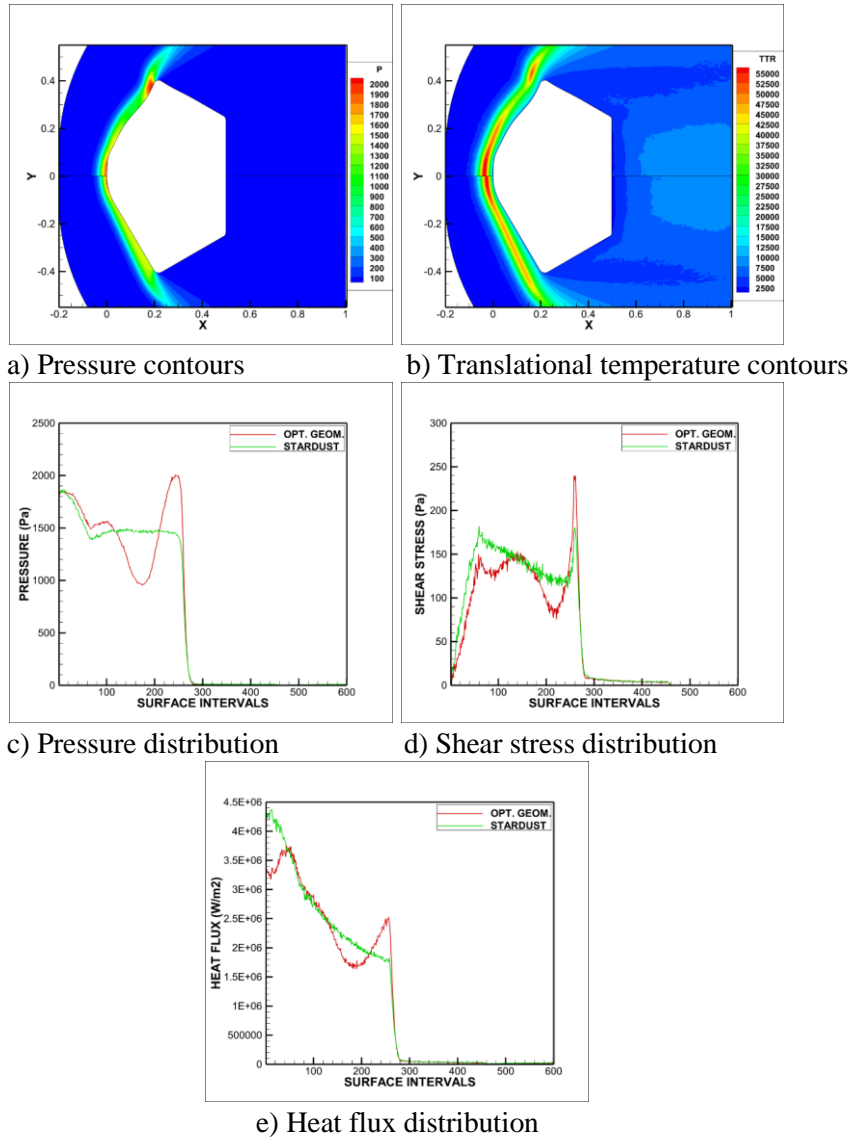 P
2000
1900
1700
1600
1400
1300
1100
1000
900
800
700
600
500
400
300
200
100
Y
0.4
0.2
0
-0.2
-0.4
-0.2 0 0.2 0.4 0.6 0.8 1
X
TTR
55000
50000
47500
45000
42500
40000
37500
35000
32500
30000
27500
25000
22500
20000
17500
15000
12500
10000
7500
5000
2500
Y
0.4
0.2
0
-0.2
-0.4
-0.2 0 0.2 0.4 0.6 0.8 1
X
a) Pressure contours
b) Translational temperature contours
OPT. GEOM.
STARDUST
PRESSURE (Pa)
2500
2000
1500
1000
500
0
100 200 300 400 500 600
SURFACE INTERVALS
OPT. GEOM.
STARDUST
SHEAR STRESS (Pa)
300
250
200
150
100
50
0
0 100 200 300 400 500 600
SURFACE INTERVALS
c) Pressure distribution
d) Shear stress distribution
OPT. GEOM.
STARDUST
HEAT FLUX (W/m2)
4.5E+06
4E+06
3.5E+06
3E+06
2.5E+06
2E+06
1.5E+06
1E+06
500000
0
100 200 300 400 500 600
SURFACE INTERVALS
e) Heat flux distribution